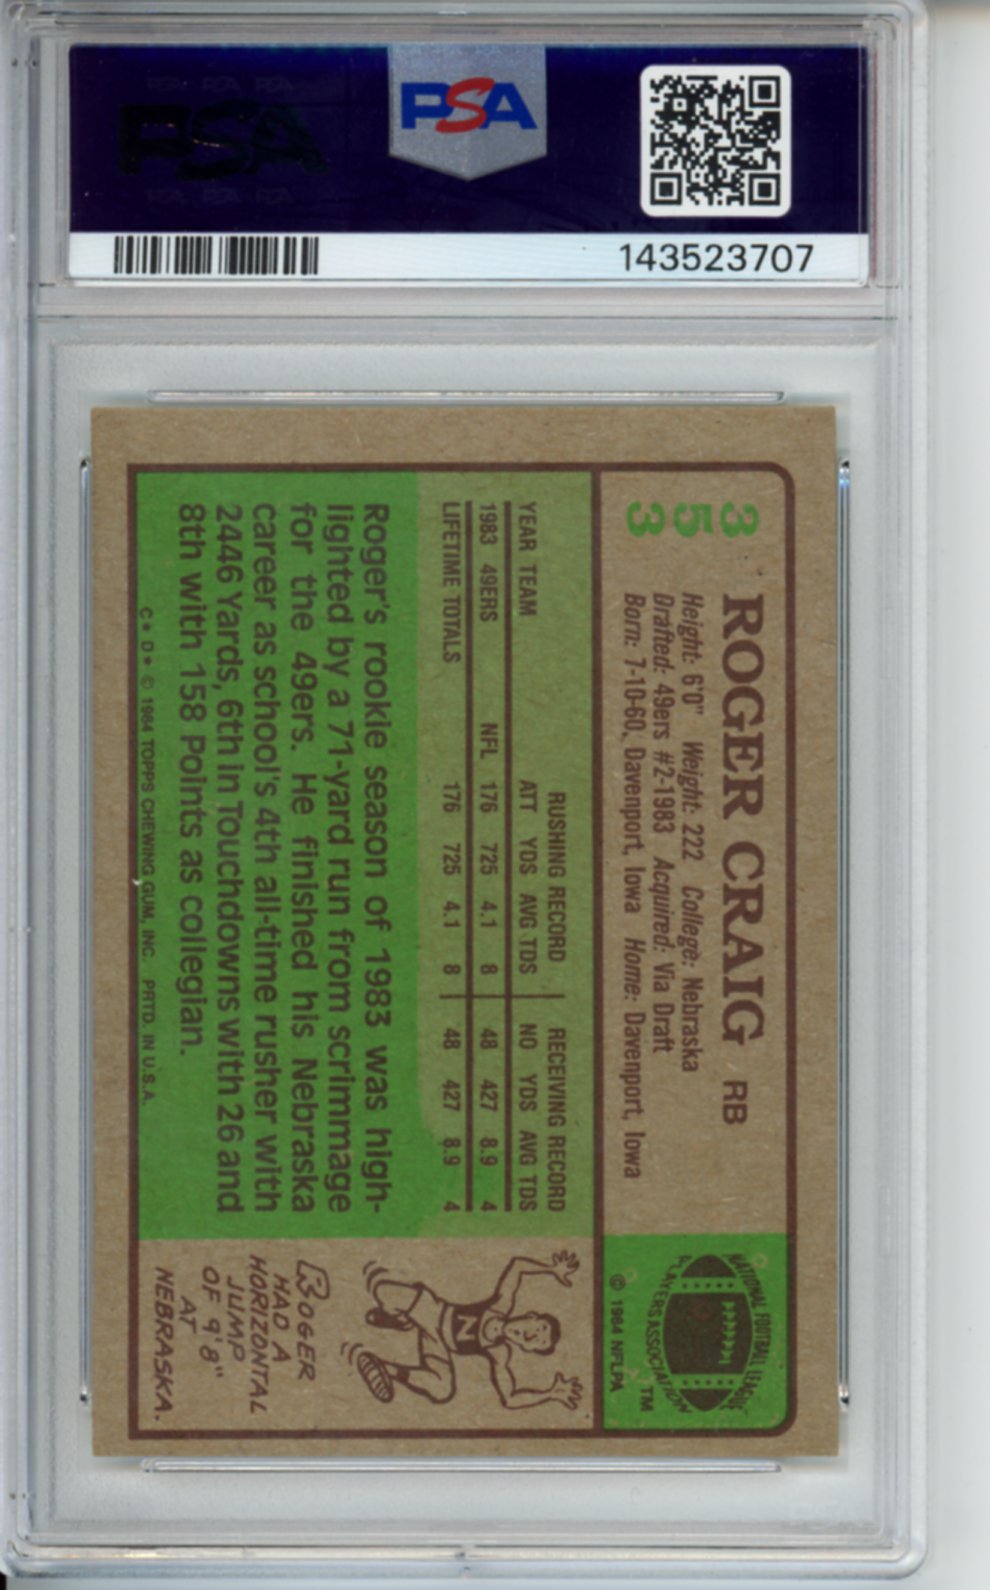 PSA
143523707
353
ROGER CRAIG RB
Height: 6'0" Weight: 222 College: Nebraska
Drafted: 49ers #2-1983 Acquired: Via Draft
Born: 7-10-60, Davenport, Iowa Home: Davenport, Iowa
NATIONAL FOOTBALL LEAGUE
PLAYERS ASSOCIATION
TM
© 1984 NFLPA
RUSHING RECORD RECEIVING RECORD
YEAR TEAM ATT YDS AVG TDS NO YDS AVG TDS
1983 49ERS NFL 176 725 4.1 8 48 427 8.9 4
LIFETIME TOTALS 176 725 4.1 8 48 427 8.9 4
Roger's rookie season of 1983 was high-
lighted by a 71-yard run from scrimmage
for the 49ers. He finished his Nebraska
career as school's 4th all-time rusher with
2446 Yards, 6th in Touchdowns with 26 and
8th with 158 Points as collegian.
N
ROGER
HAD A
HORIZONTAL
JUMP
OF 9'8"
AT
NEBRASKA.
C* D* © 1984 TOPPS CHEWING GUM, INC. PRTD. IN U.S.A.